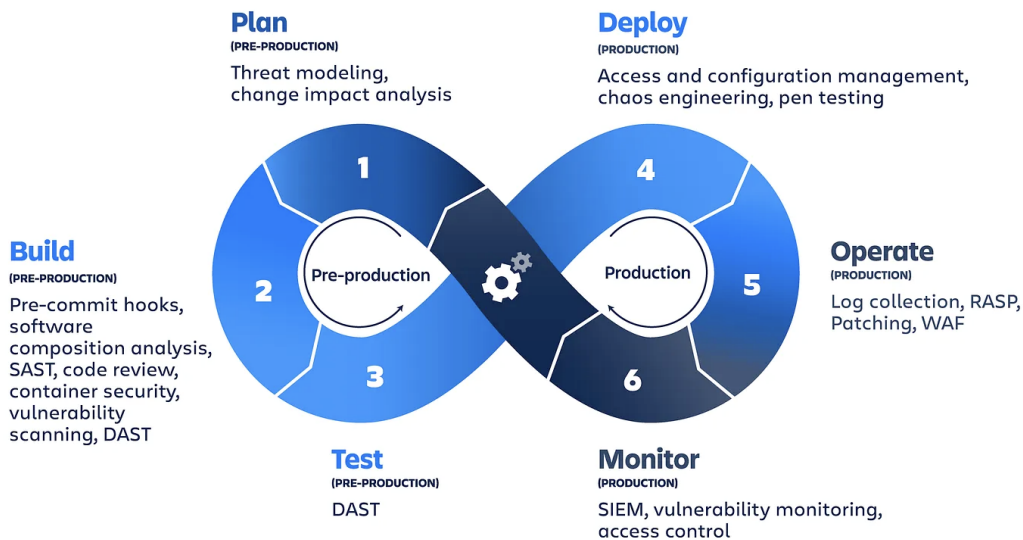 Plan
(PRE-PRODUCTION)
Threat modeling,
change impact analysis
Deploy
(PRODUCTION)
Access and configuration management,
chaos engineering, pen testing
1
4
Build
(PRE-PRODUCTION)
Pre-commit hooks,
software
composition analysis,
SAST, code review,
container security,
vulnerability
scanning, DAST
2
Pre-production
Production
5
Operate
(PRODUCTION)
Log collection, RASP,
Patching, WAF
3
6
Test
(PRE-PRODUCTION)
DAST
Monitor
(PRODUCTION)
SIEM, vulnerability monitoring,
access control